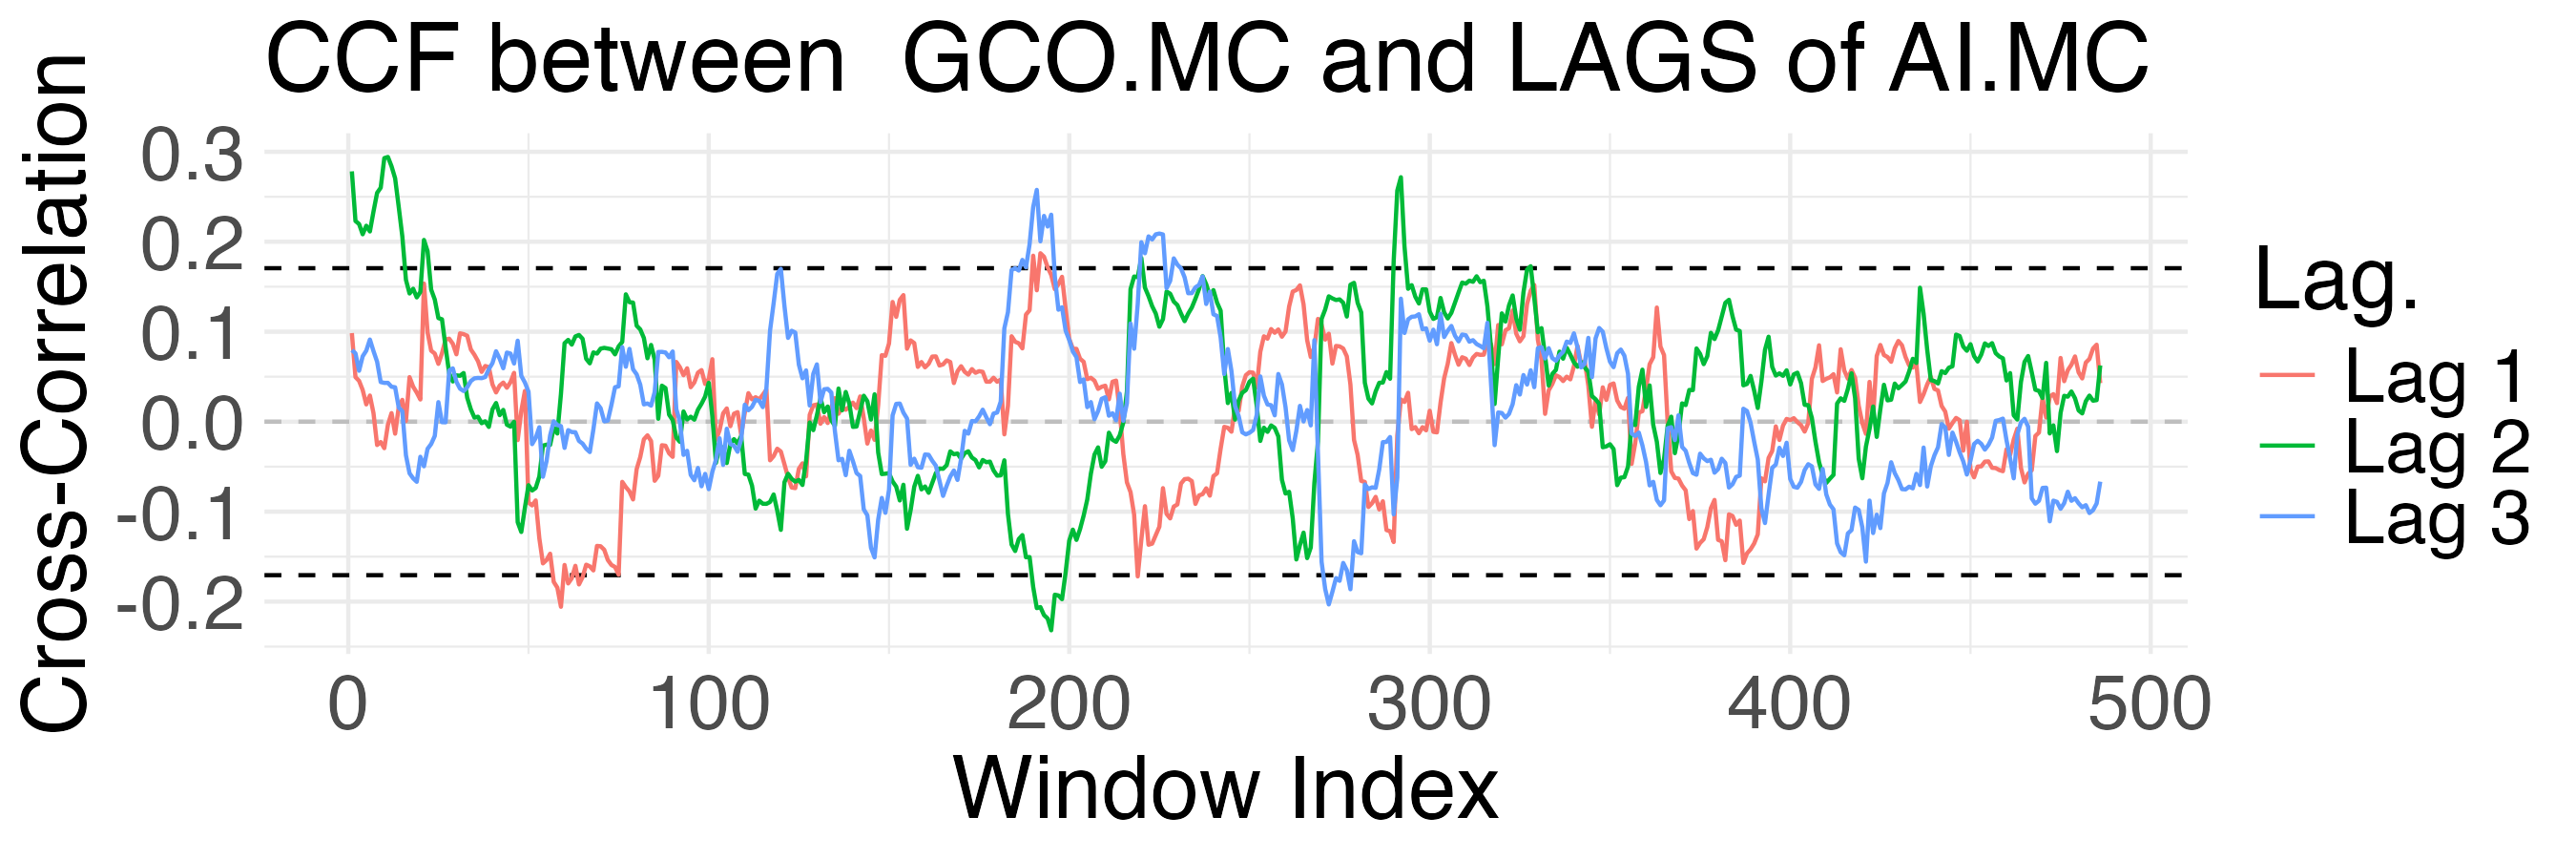 CCF between  GCO.MC and LAGS of AI.MC
Cross-Correlation
0.3
0.2
0.1
0.0
-0.1
-0.2
0 100 200 300 400 500
Window Index
Lag.
Lag 1
Lag 2
Lag 3